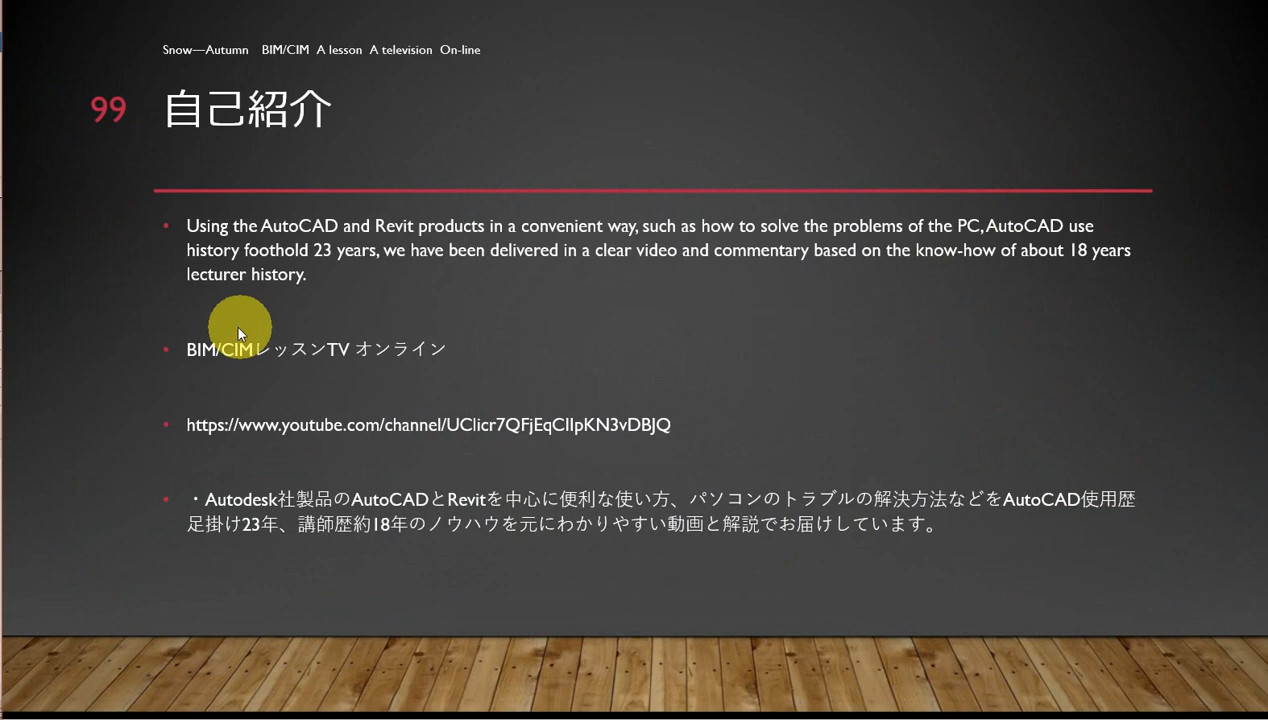 Snow—Autumn BIM/CIM A lesson A television On-line
99
自己紹介
• Using the AutoCAD and Revit products in a convenient way, such as how to solve the problems of the PC, AutoCAD use
history foothold 23 years, we have been delivered in a clear video and commentary based on the know-how of about 18 years
lecturer history.
• BIM/CIMレッスンTV オンライン
• https://www.youtube.com/channel/UClicr7QFjEqCIIpKN3vDBJQ
• ・Autodesk社製品のAutoCADとRevitを中心に便利な使い方、パソコンのトラブルの解決方法などをAutoCAD使用歴
足掛け23年、講師歴約18年のノウハウを元にわかりやすい動画と解説でお届けしています。